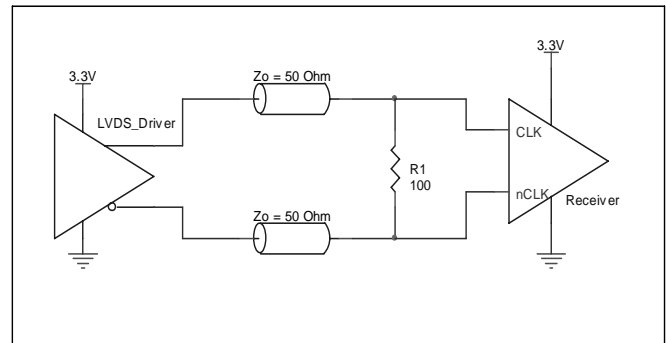 3.3V
3.3V
Zo = 50 Ohm
LVDS_Driver
CLK
R1
100
nCLK
Receiver
Zo = 50 Ohm